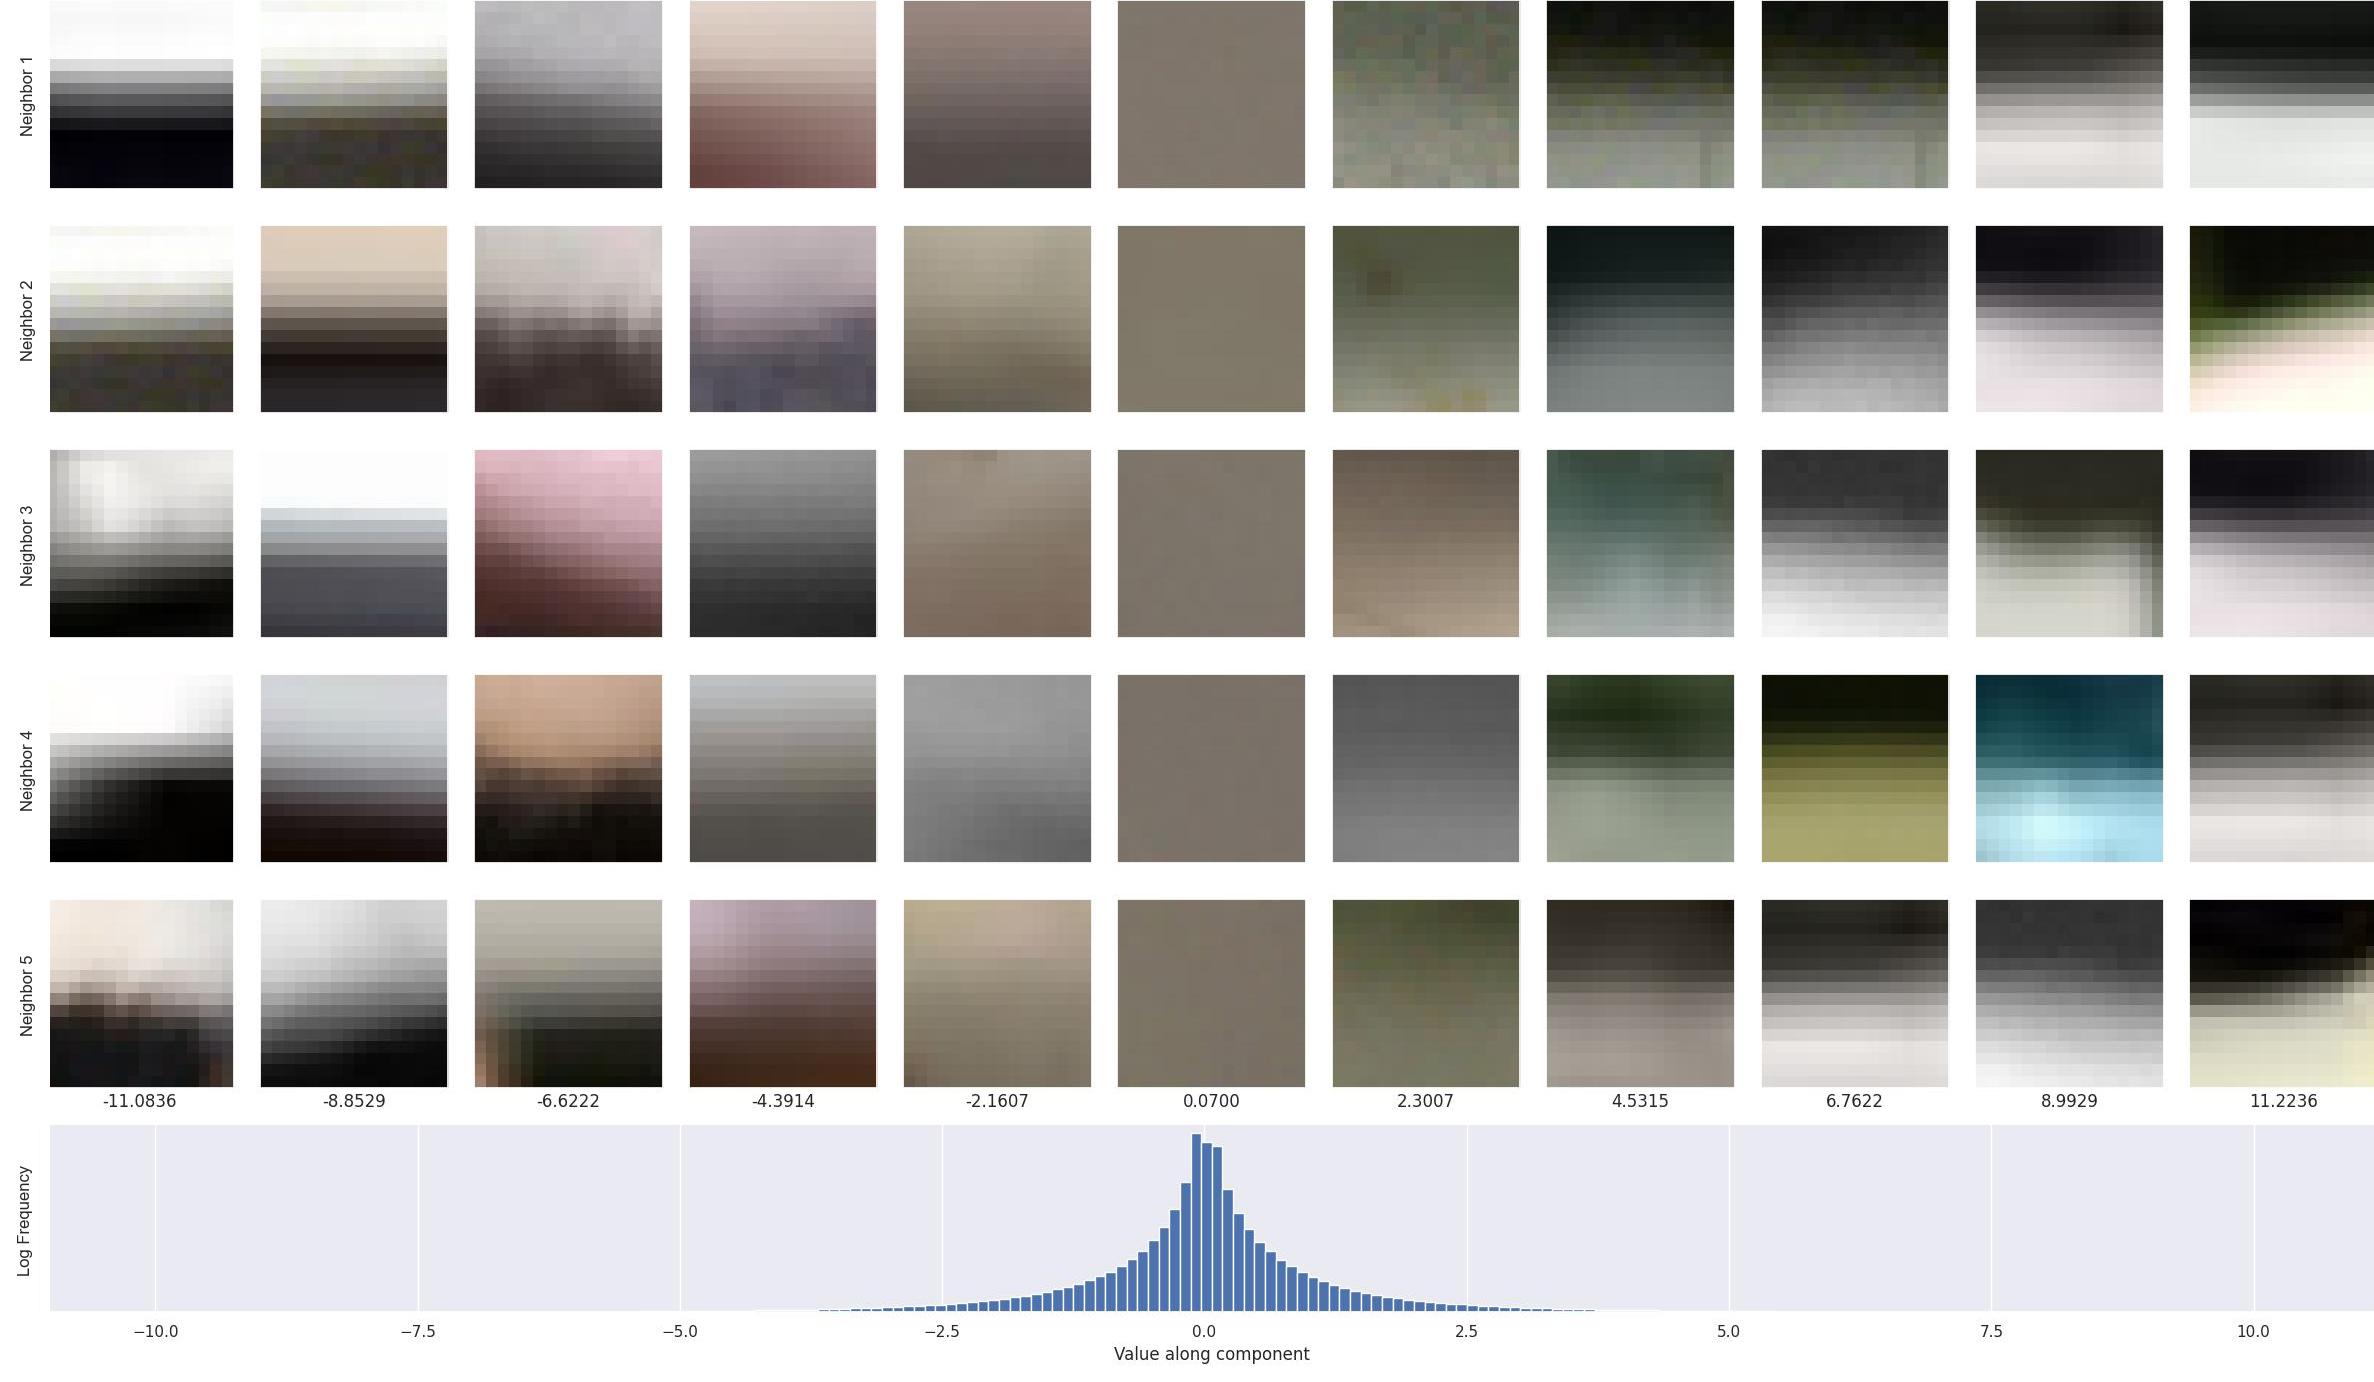 Neighbor 1
Neighbor 2
Neighbor 3
Neighbor 4
Neighbor 5
-11.0836 -8.8529 -6.6222 -4.3914 -2.1607 0.0700 2.3007 4.5315 6.7622 8.9929 11.2236
Log Frequency
−10.0 −7.5 −5.0 −2.5 0.0 2.5 5.0 7.5 10.0
Value along component